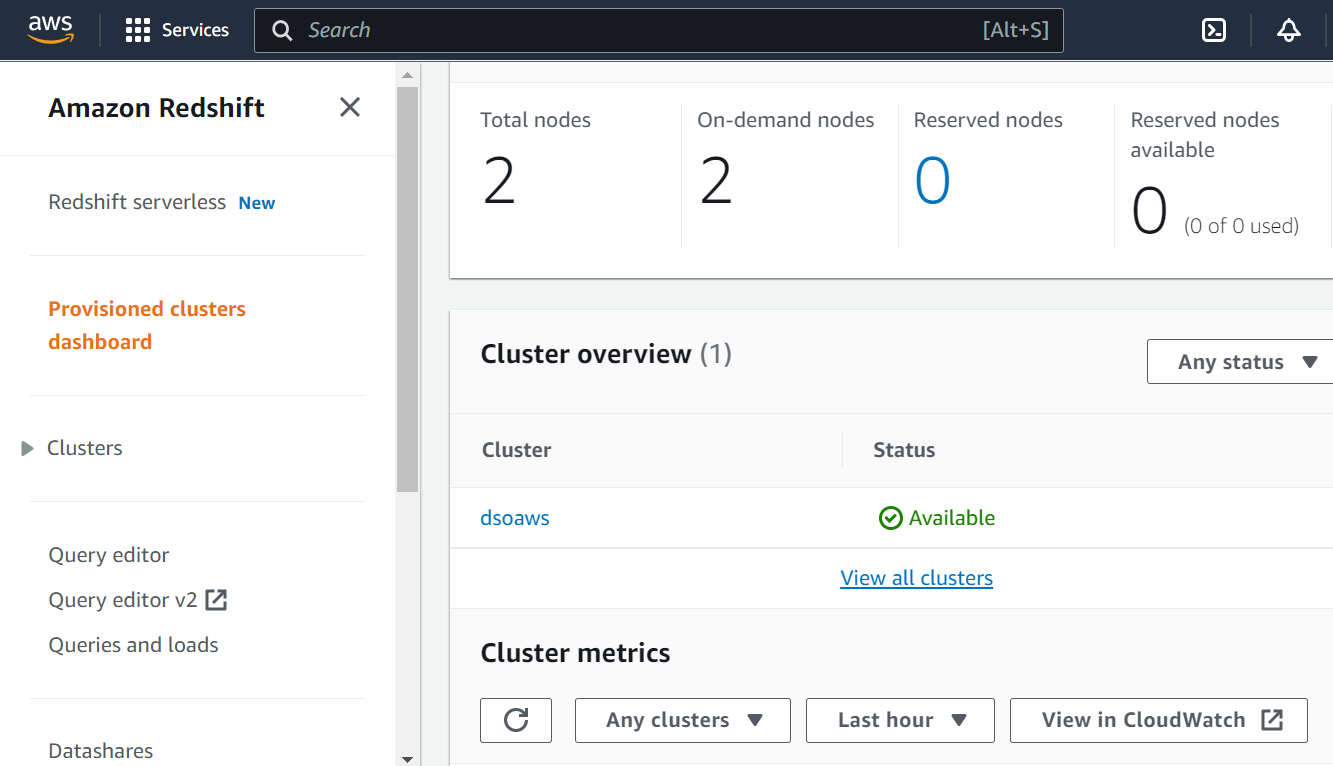 aws
Services
Search
[Alt+S]
Amazon Redshift
Redshift serverless New
Provisioned clusters
dashboard
Clusters
Query editor
Query editor v2
Queries and loads
Datashares
Total nodes
2
On-demand nodes
2
Reserved nodes
0
Reserved nodes
available
0 (0 of 0 used)
Cluster overview (1)
Any status
Cluster Status
dsoaws Available
View all clusters
Cluster metrics
Any clusters
Last hour
View in CloudWatch